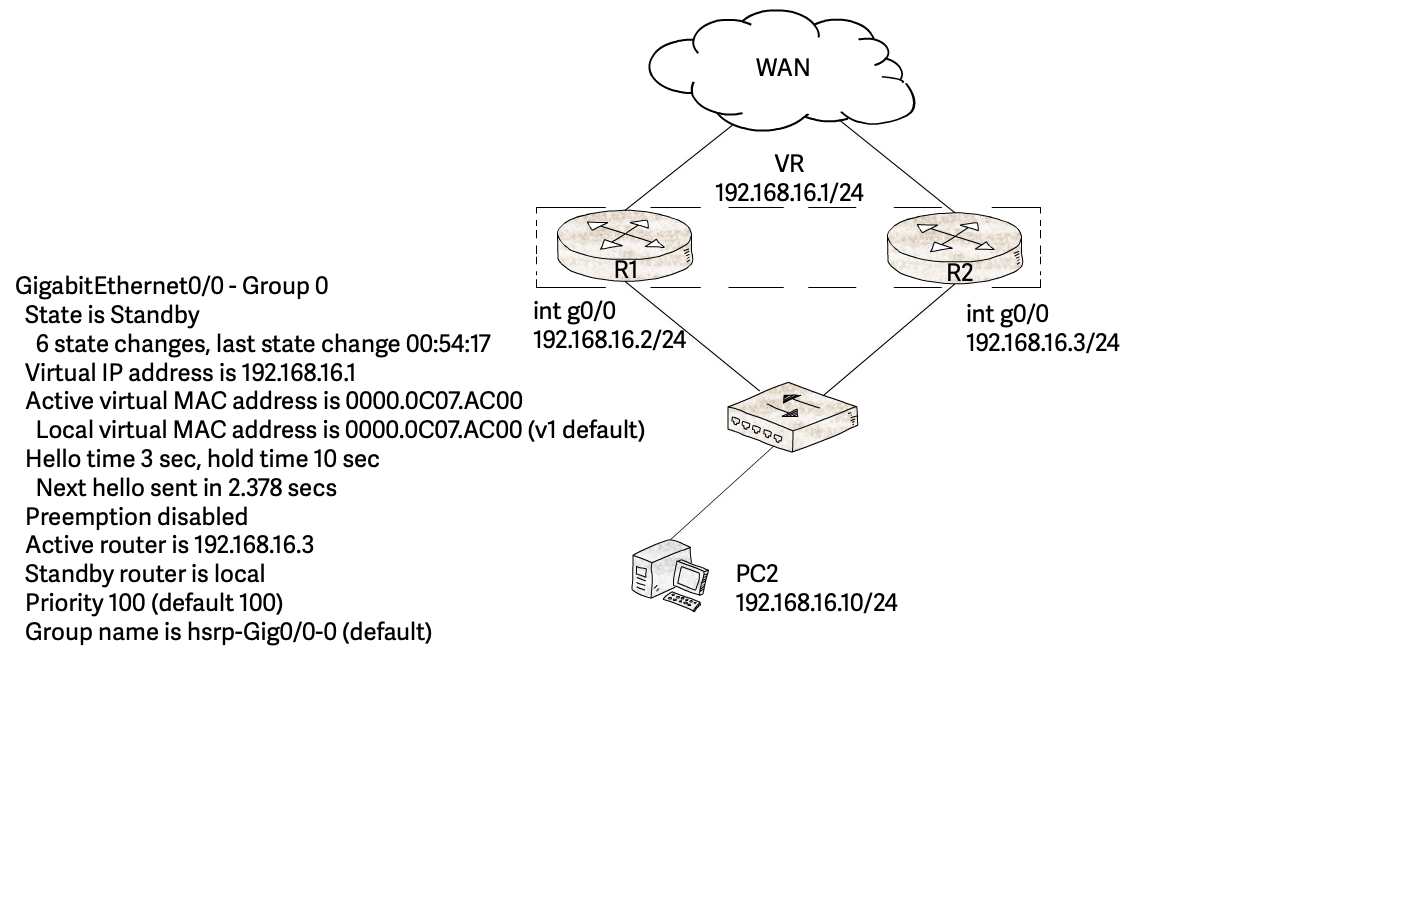 WAN
VR
192.168.16.1/24
R1
R2
int g0/0
192.168.16.2/24
int g0/0
192.168.16.3/24
GigabitEthernet0/0 - Group 0
State is Standby
6 state changes, last state change 00:54:17
Virtual IP address is 192.168.16.1
Active virtual MAC address is 0000.0C07.AC00
Local virtual MAC address is 0000.0C07.AC00 (v1 default)
Hello time 3 sec, hold time 10 sec
Next hello sent in 2.378 secs
Preemption disabled
Active router is 192.168.16.3
Standby router is local
Priority 100 (default 100)
Group name is hsrp-Gig0/0-0 (default)
PC2
192.168.16.10/24